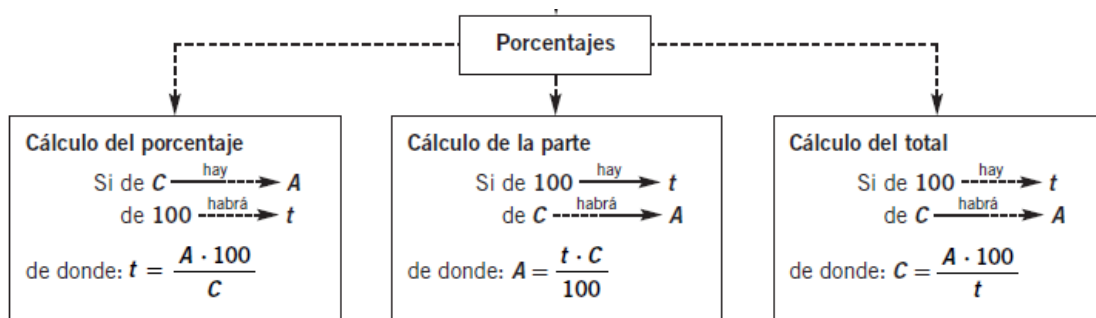 Porcentajes
Cálculo del porcentaje
Si de C hay A
de 100 habrá t
de donde: t = A · 100 / C
Cálculo de la parte
Si de 100 hay t
de C habrá A
de donde: A = t · C / 100
Cálculo del total
Si de 100 hay t
de C habrá A
de donde: C = A · 100 / t